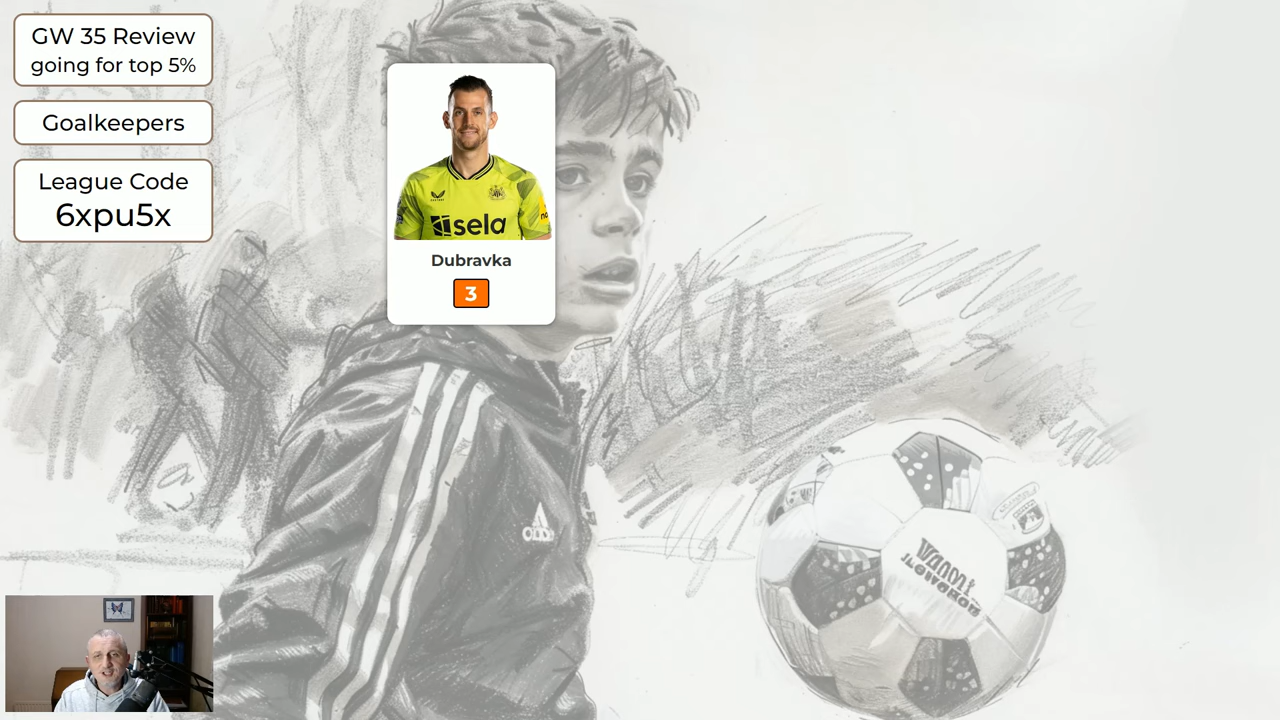 GW 35 Review
going for top 5%
Goalkeepers
League Code
6xpu5x
sela
Dubravka
3